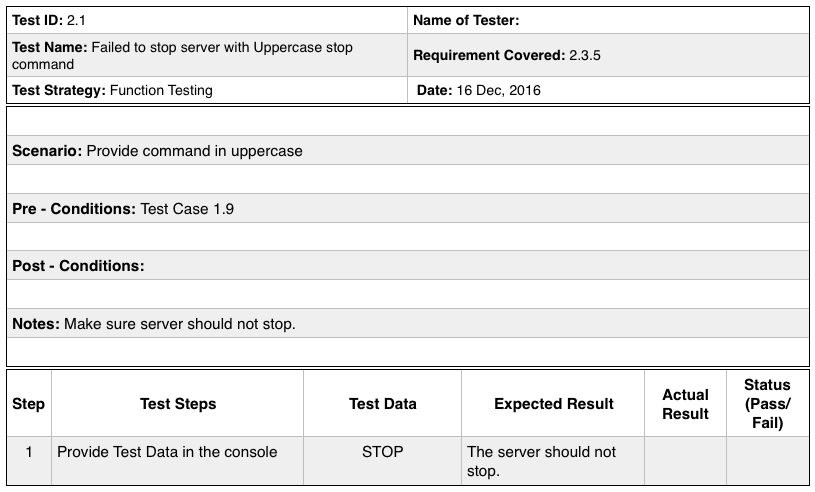 Test ID: 2.1
Name of Tester:
Test Name: Failed to stop server with Uppercase stop
command
Requirement Covered: 2.3.5
Test Strategy: Function Testing
Date: 16 Dec, 2016
Scenario: Provide command in uppercase
Pre - Conditions: Test Case 1.9
Post - Conditions:
Notes: Make sure server should not stop.
Step
Test Steps
Test Data
Expected Result
Actual
Result
Status
(Pass/
Fail)
1
Provide Test Data in the console
STOP
The server should not
stop.